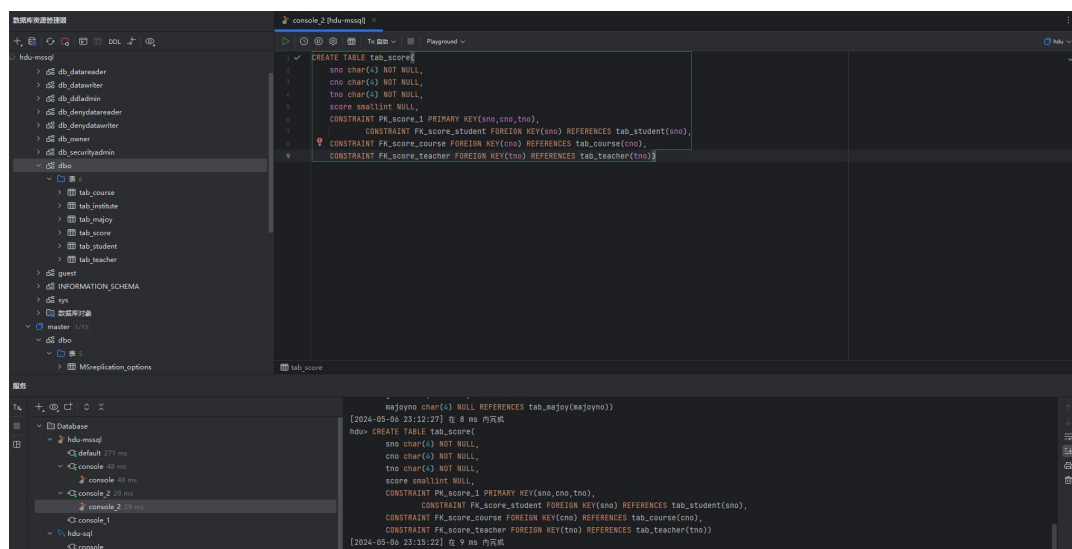 数据库资源管理器
console_2 [hdu-mssql]
DDL
Tx: 自动
Playground
hdu
hdu-mssql
db_datareader
db_datawriter
db_ddladmin
db_denydatareader
db_denydatawriter
db_owner
db_securityadmin
dbo
表 6
tab_course
tab_institute
tab_majoy
tab_score
tab_student
tab_teacher
guest
INFORMATION_SCHEMA
sys
数据库对象
master 1/13
dbo
表 5
MSreplication_options
1 CREATE TABLE tab_score(
2 sno char(4) NOT NULL,
3 cno char(4) NOT NULL,
4 tno char(4) NOT NULL,
5 score smallint NULL,
6 CONSTRAINT PK_score_1 PRIMARY KEY(sno,cno,tno),
7 CONSTRAINT FK_score_student FOREIGN KEY(sno) REFERENCES tab_student(sno),
8 CONSTRAINT FK_score_course FOREIGN KEY(cno) REFERENCES tab_course(cno),
9 CONSTRAINT FK_score_teacher FOREIGN KEY(tno) REFERENCES tab_teacher(tno))
tab_score
服务
Tx
Database
hdu-mssql
default 271 ms
console 48 ms
console 48 ms
console_2 29 ms
console_2 29 ms
console_1
hdu-sql
console
majoyno char(4) NULL REFERENCES tab_majoy(majoyno))
[2024-05-06 23:12:27] 在 8 ms 内完成
hdu> CREATE TABLE tab_score(
sno char(4) NOT NULL,
cno char(4) NOT NULL,
tno char(4) NOT NULL,
score smallint NULL,
CONSTRAINT PK_score_1 PRIMARY KEY(sno,cno,tno),
CONSTRAINT FK_score_student FOREIGN KEY(sno) REFERENCES tab_student(sno),
CONSTRAINT FK_score_course FOREIGN KEY(cno) REFERENCES tab_course(cno),
CONSTRAINT FK_score_teacher FOREIGN KEY(tno) REFERENCES tab_teacher(tno))
[2024-05-06 23:15:22] 在 9 ms 内完成